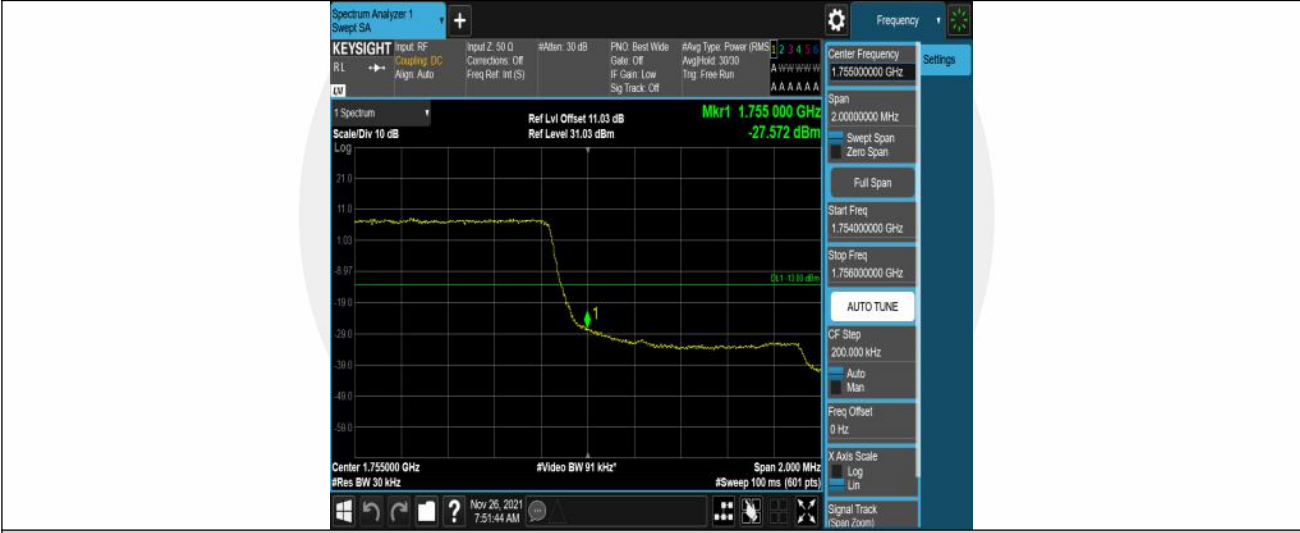 Spectrum Analyzer 1
Swept SA
Frequency
KEYSIGHT
RL
Input: RF
Coupling: DC
Align: Auto
Input Z: 50 Ω
Corrections: Off
Freq Ref: Int (S)
#Atten: 30 dB
PNO: Best Wide
Gate: Off
IF Gain: Low
Sig Track: Off
#Avg Type: Power (RMS
Avg|Hold: 30/30
Trig: Free Run
1 2 3 4 5 6
A W W W W W
A A A A A A
Settings
Center Frequency
1.755000000 GHz
Span
2.00000000 MHz
Swept Span
Zero Span
Full Span
Start Freq
1.754000000 GHz
Stop Freq
1.756000000 GHz
AUTO TUNE
CF Step
200.000 kHz
Auto
Man
Freq Offset
0 Hz
X Axis Scale
Log
Lin
Signal Track
(Span Zoom)
1 Spectrum
Scale/Div 10 dB
Ref Lvl Offset 11.03 dB
Ref Level 31.03 dBm
Mkr1 1.755 000 GHz
-27.572 dBm
Log
21.0
11.0
1.03
-8.97
-19.0
-29.0
-39.0
-49.0
-59.0
1
Center 1.755000 GHz
#Res BW 30 kHz
#Video BW 91 kHz*
Span 2.000 MHz
#Sweep 100 ms (601 pts)
?
Nov 26, 2021
7:51:44 AM